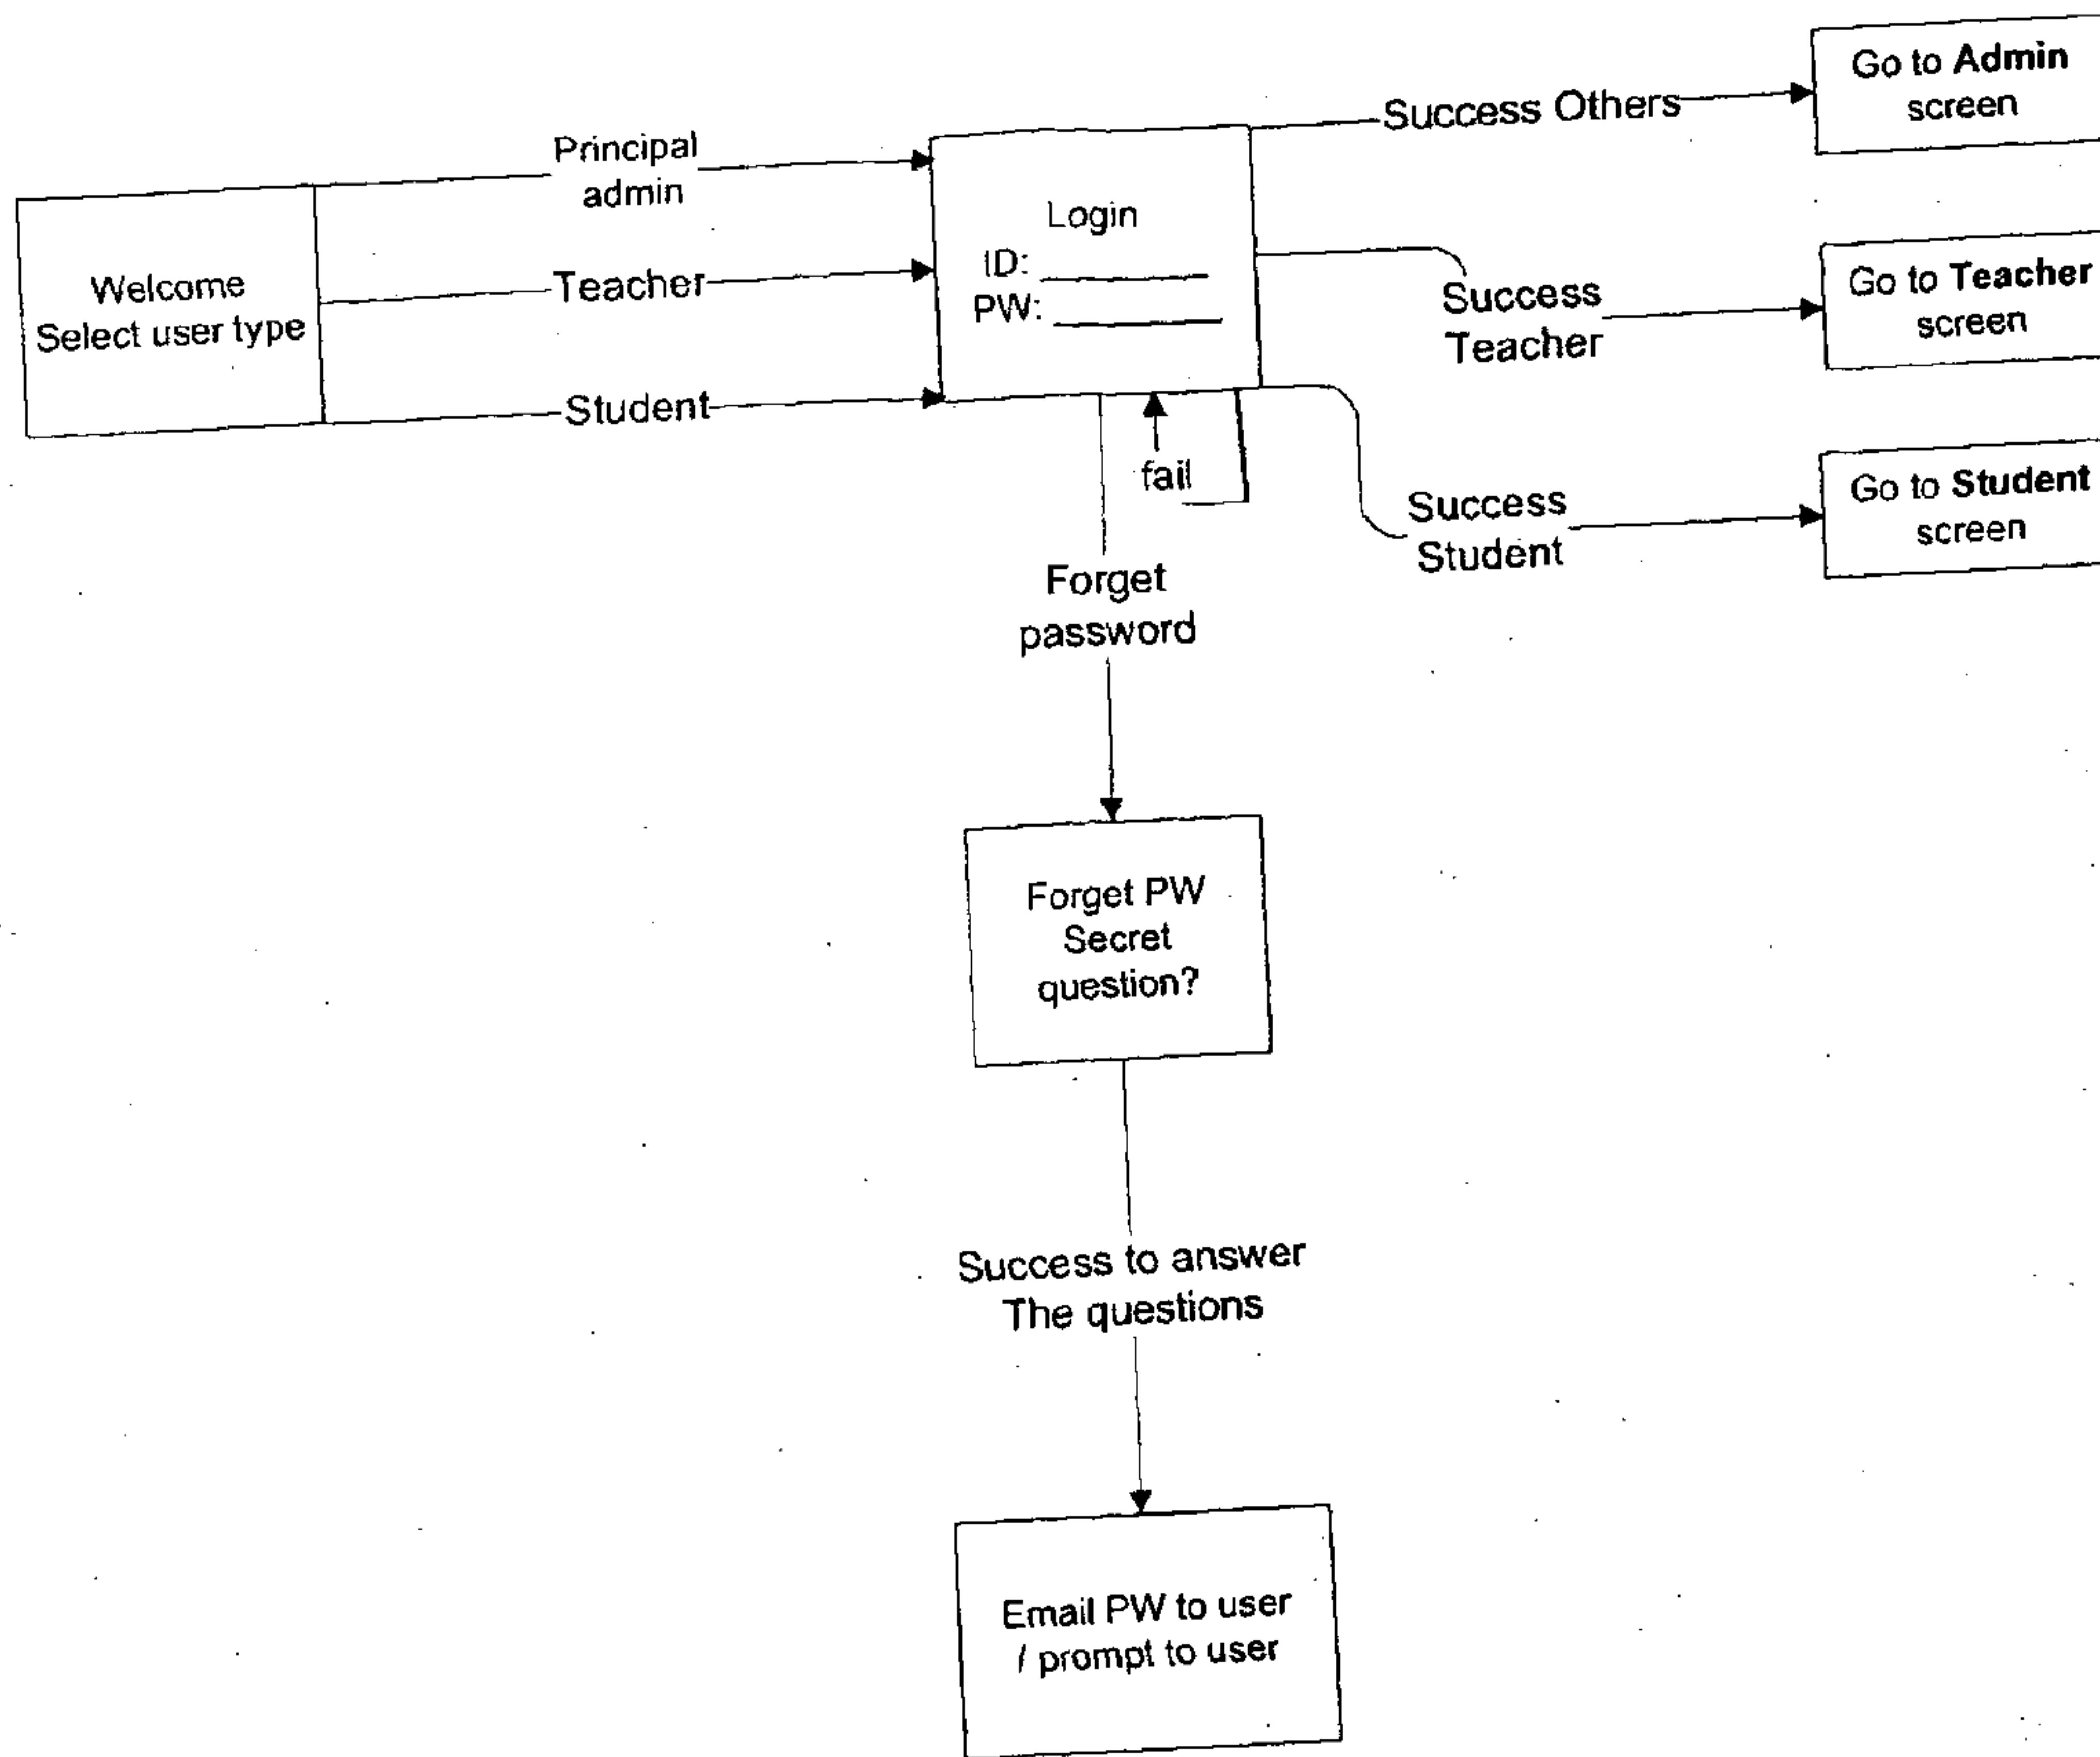 Go to Admin
screen
Success Others
Principal
admin
Login
ID:
PW:
Welcome
Select user type
Teacher
Student
Success
Teacher
Go to Teacher
screen
fail
Success
Student
Go to Student
screen
Forget
password
Forget PW
Secret
question?
Success to answer
The questions
Email PW to user
/ prompt to user